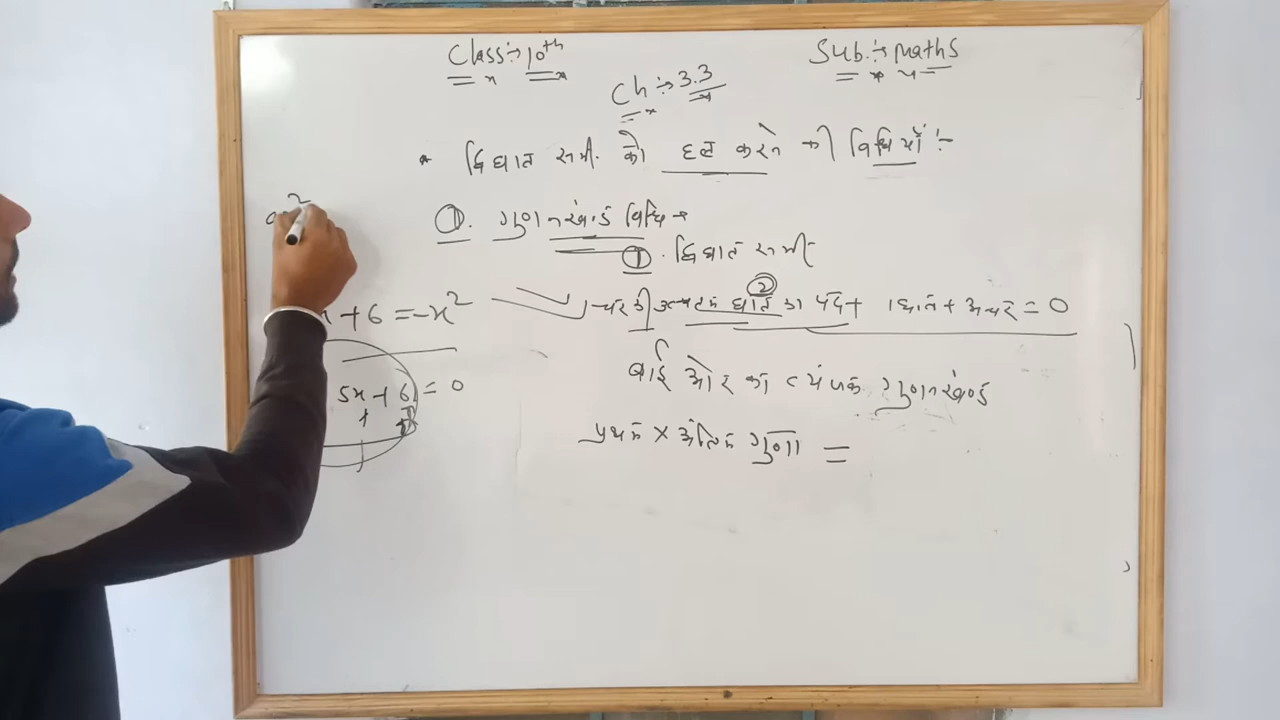 Class:- 10th
Sub:- Maths
Ch:- 3.3
* द्विघात समी. को हल करने की विधियाँ :-
①. गुणनखंड विधि →
①. द्विघात समी
+ 6 = -x²
② घात का पद + 1 घात + अचर = 0
5x + 6 = 0
बाई ओर का व्यंजक गुणनखंड
प्रथम × अंतिम गुणा =